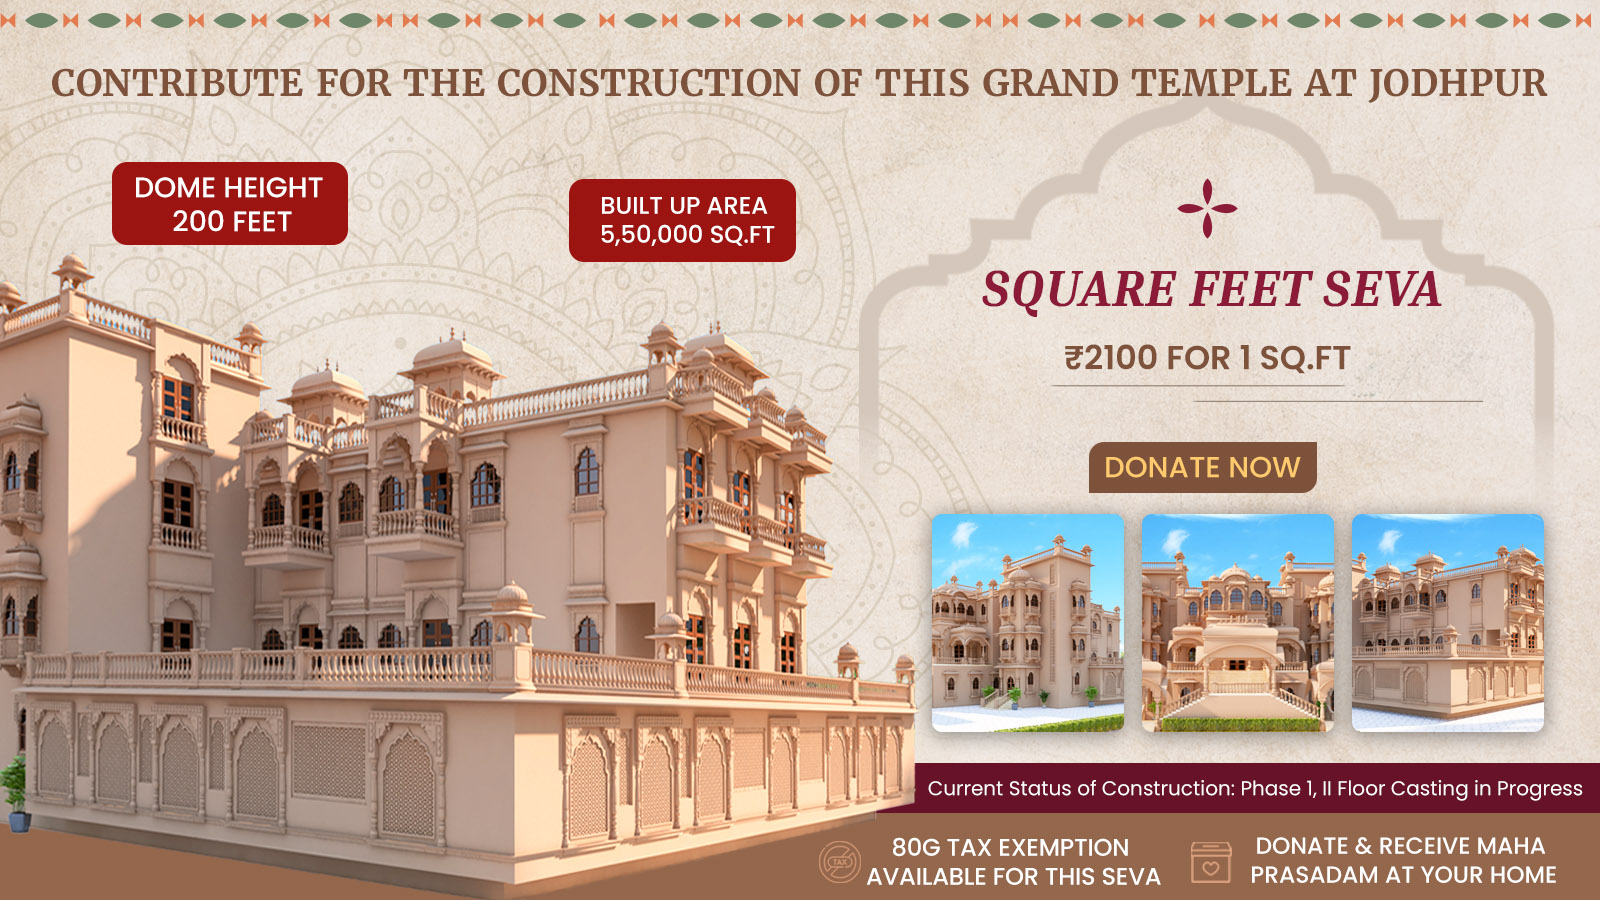 CONTRIBUTE FOR THE CONSTRUCTION OF THIS GRAND TEMPLE AT JODHPUR
DOME HEIGHT
200 FEET
BUILT UP AREA
5,50,000 SQ.FT
SQUARE FEET SEVA
₹2100 FOR 1 SQ.FT
DONATE NOW
Current Status of Construction: Phase 1, II Floor Casting in Progress
TAX
80G TAX EXEMPTION
AVAILABLE FOR THIS SEVA
DONATE & RECEIVE MAHA
PRASADAM AT YOUR HOME